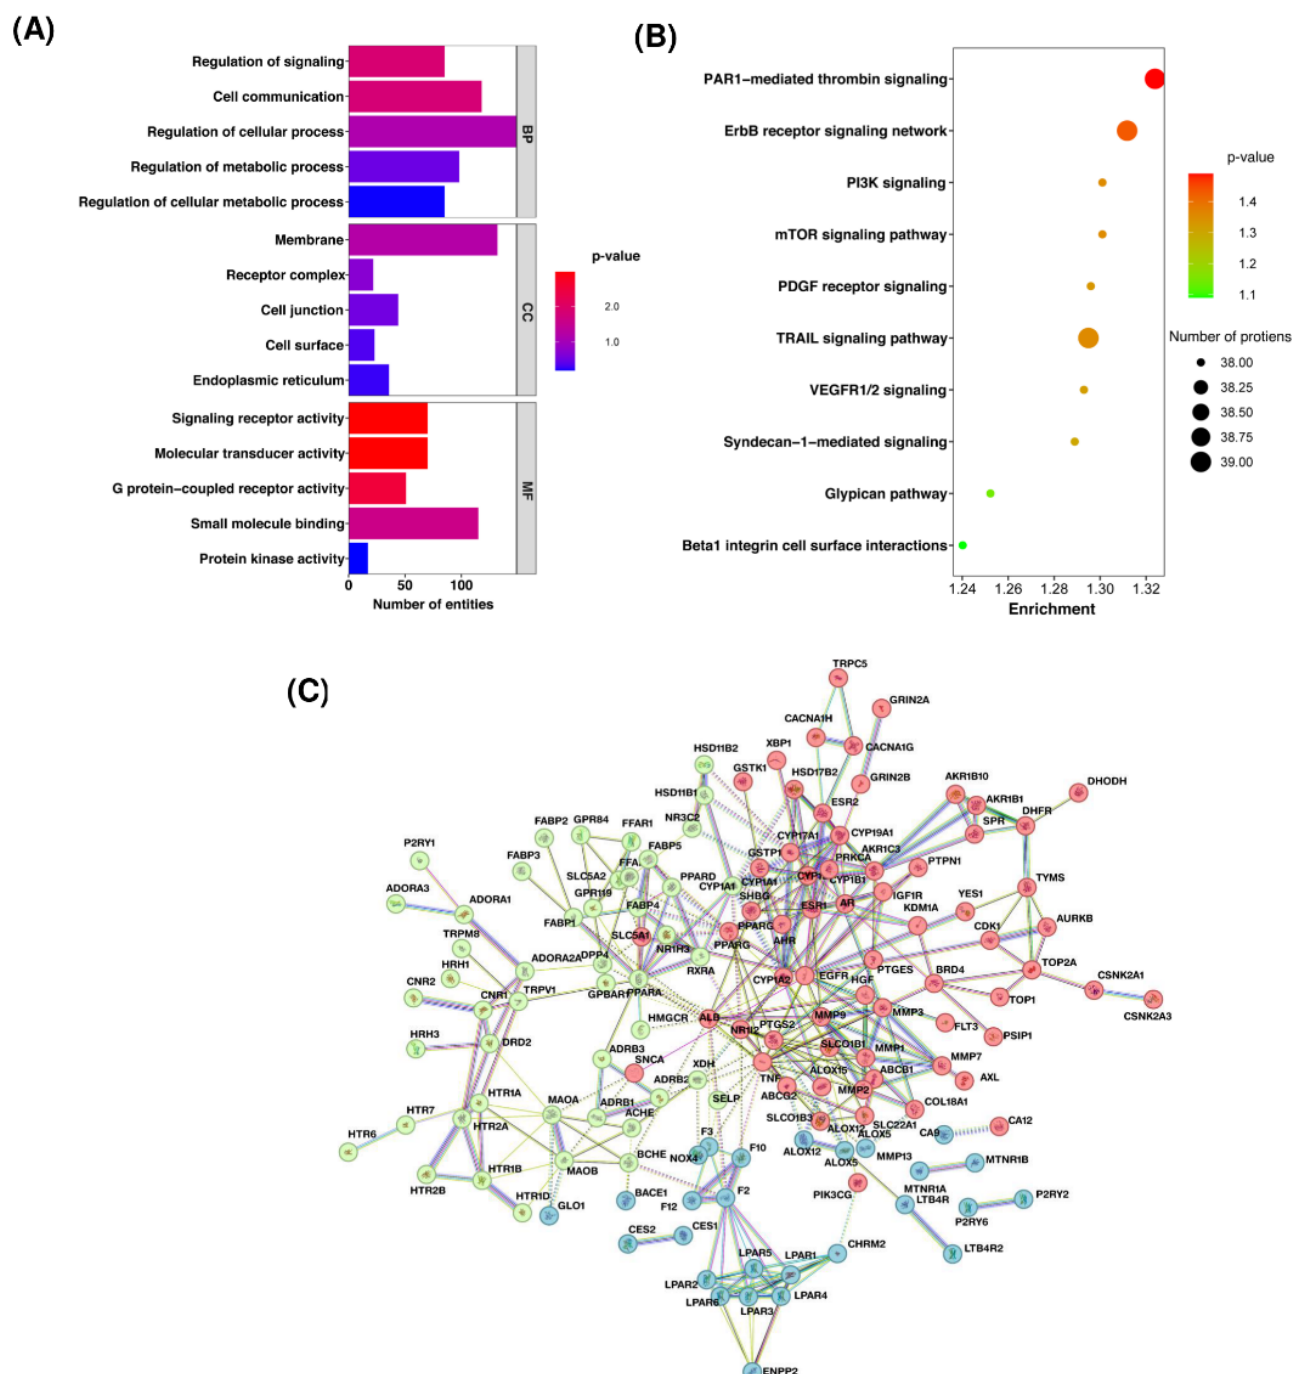 (A)
Regulation of signaling
Cell communication
Regulation of cellular process
Regulation of metabolic process
Regulation of cellular metabolic process
BP
Membrane
Receptor complex
Cell junction
Cell surface
Endoplasmic reticulum
CC
Signaling receptor activity
Molecular transducer activity
G protein-coupled receptor activity
Small molecule binding
Protein kinase activity
MF
0 50 100
Number of entities
p-value
2.0
1.0
(B)
PAR1-mediated thrombin signaling
ErbB receptor signaling network
PI3K signaling
mTOR signaling pathway
PDGF receptor signaling
TRAIL signaling pathway
VEGFR1/2 signaling
Syndecan-1-mediated signaling
Glypican pathway
Beta1 integrin cell surface interactions
1.24 1.26 1.28 1.30 1.32
Enrichment
p-value
1.4
1.3
1.2
1.1
Number of protiens
38.00
38.25
38.50
38.75
39.00
(C)
TRPC5
GRIN2A
CACNA1H
CACNA1G
XBP1
HSD11B2
GSTK1
HSD17B2
GRIN2B
AKR1B10
DHODH
HSD11B1
ESR2
AKR1B1
DHFR
NR3C2
CYP17A1
CYP19A1
SPR
FABP2
GPR84
FFAR1
AKR1C3
P2RY1
FABP5
GSTP1
PRKCA
PTPN1
FABP3
SLC5A2
PPARD
CYP1A1
CYP1A1
CYP1B1
TYMS
ADORA3
ADORA1
GPR119
FABP4
SHBG
ESR1
AR
IGF1R
YES1
KDM1A
AURKB
FABP1
SLC5A1
PPARG
PPARG
AHR
CDK1
TRPM8
ADORA2A
DPP4
NR1H3
RXRA
TOP2A
HRH1
CYP1A2
EGFR
PTGES
HGF
BRD4
CSNK2A1
CNR2
CNR1
TRPV1
GPBAR1
PPARA
TOP1
CSNK2A3
HMGCR
ALB
NR1I2
PTGS2
MMP9
MMP3
FLT3
PSIP1
HRH3
DRD2
ADRB3
SNCA
XDH
SLCO1B1
MMP1
MMP7
ADRB2
TNF
ALOX15
ABCB1
AXL
HTR1A
MAOA
ADRB1
SELP
ABCG2
MMP2
COL18A1
HTR7
HTR2A
ACHE
SLCO1B3
SLC22A1
HTR6
F3
ALOX12
ALOX5
CA9
CA12
HTR1B
MAOB
BCHE
NOX4
F10
ALOX12
ALOX5
MMP13
MTNR1B
HTR2B
HTR1D
GLO1
BACE1
F12
F2
PIK3CG
MTNR1A
LTB4R
P2RY2
P2RY6
CES2
CES1
LTB4R2
CHRM2
LPAR5
LPAR1
LPAR2
LPAR6
LPAR3
LPAR4
ENPP2